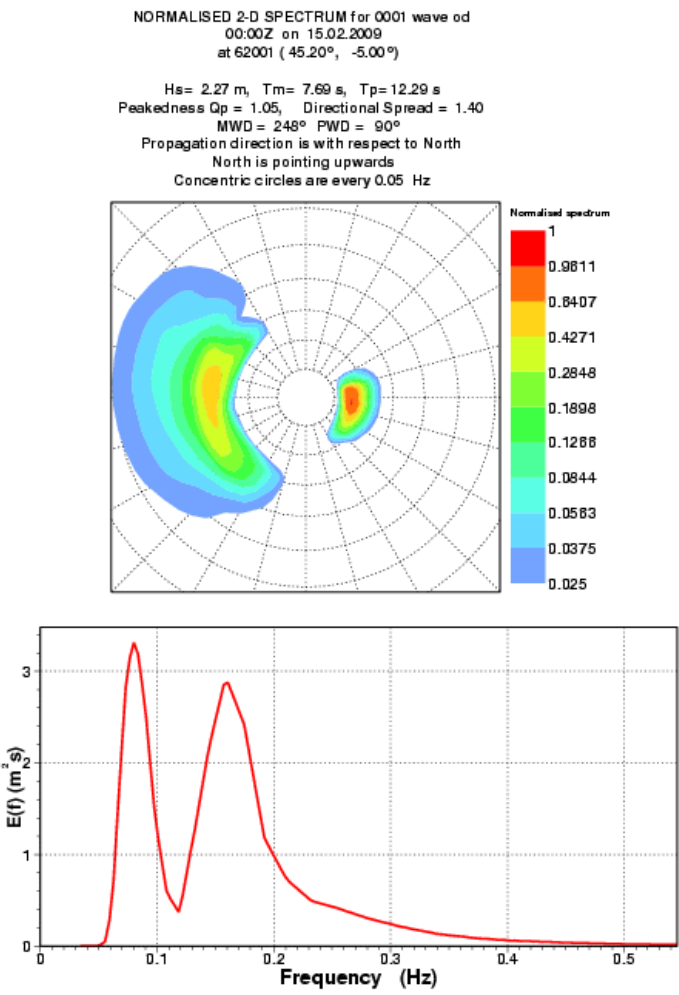 NORMALISED 2-D SPECTRUM for 0001 wave od
00:00Z on 15.02.2009
at 62001 ( 45.20°, -5.00°)
Hs= 2.27 m, Tm= 7.69 s, Tp= 12.29 s
Peakedness Qp = 1.05, Directional Spread = 1.40
MWD = 248° PWD = 90°
Propagation direction is with respect to North
North is pointing upwards
Concentric circles are every 0.05 Hz
Normalised spectrum
1
0.9811
0.8407
0.4271
0.2848
0.1898
0.1266
0.0844
0.0563
0.0375
0.025
E(f) (m²s)
3
2
1
0
0
0.1
0.2
0.3
0.4
0.5
Frequency (Hz)